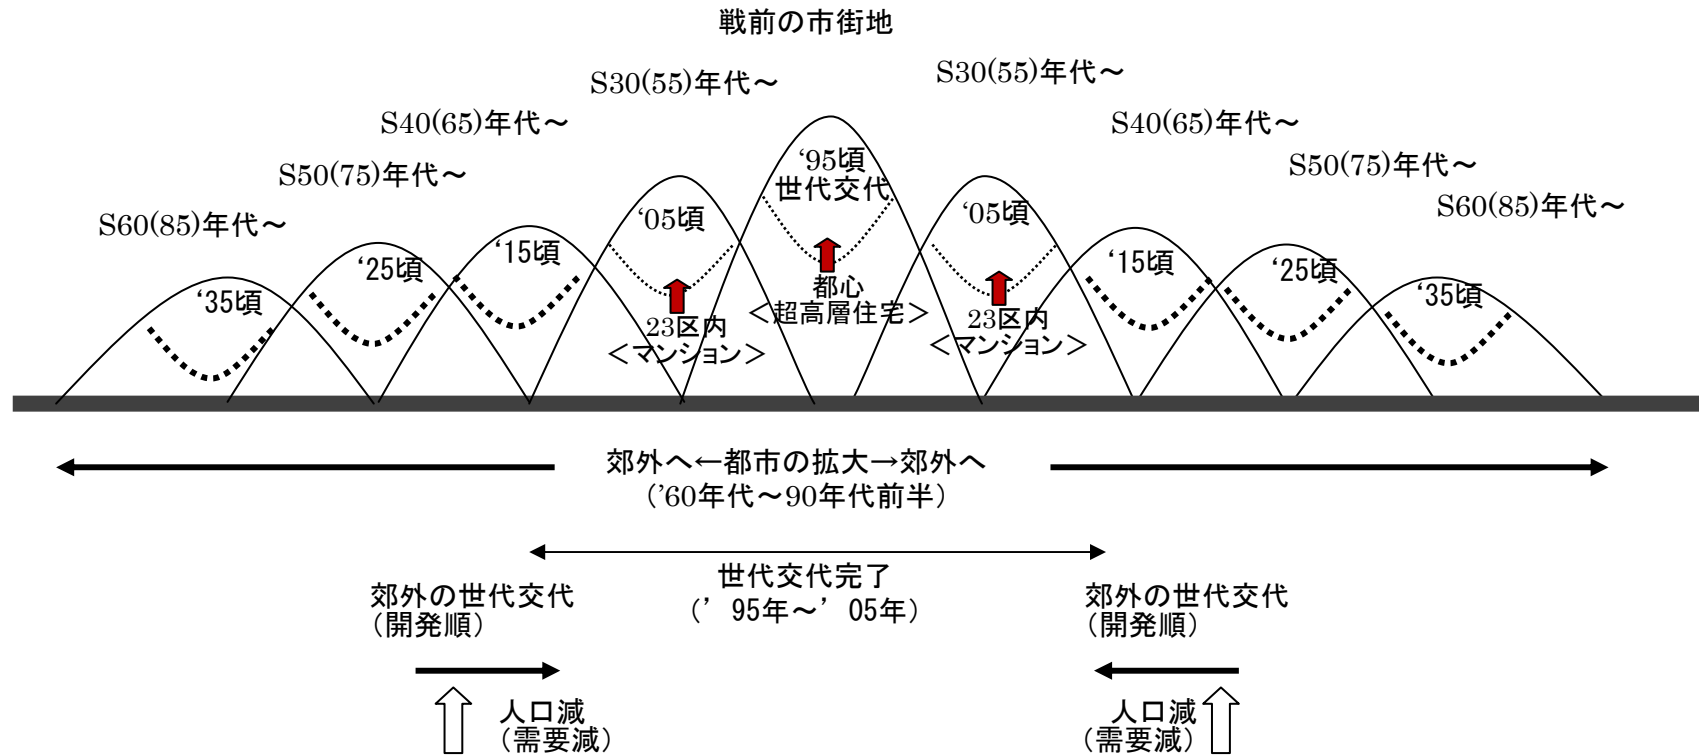 戦前の市街地
S30(55)年代～
S30(55)年代～
S40(65)年代～
S40(65)年代～
S50(75)年代～
S50(75)年代～
S60(85)年代～
S60(85)年代～
‘95頃
世代交代
‘05頃
‘05頃
‘15頃
‘15頃
‘25頃
‘25頃
‘35頃
‘35頃
都心
＜超高層住宅＞
23区内
＜マンション＞
23区内
＜マンション＞
郊外へ←都市の拡大→郊外へ
（’60年代～90年代前半）
世代交代完了
（’95年～’05年）
郊外の世代交代
（開発順）
郊外の世代交代
（開発順）
人口減
（需要減）
人口減
（需要減）